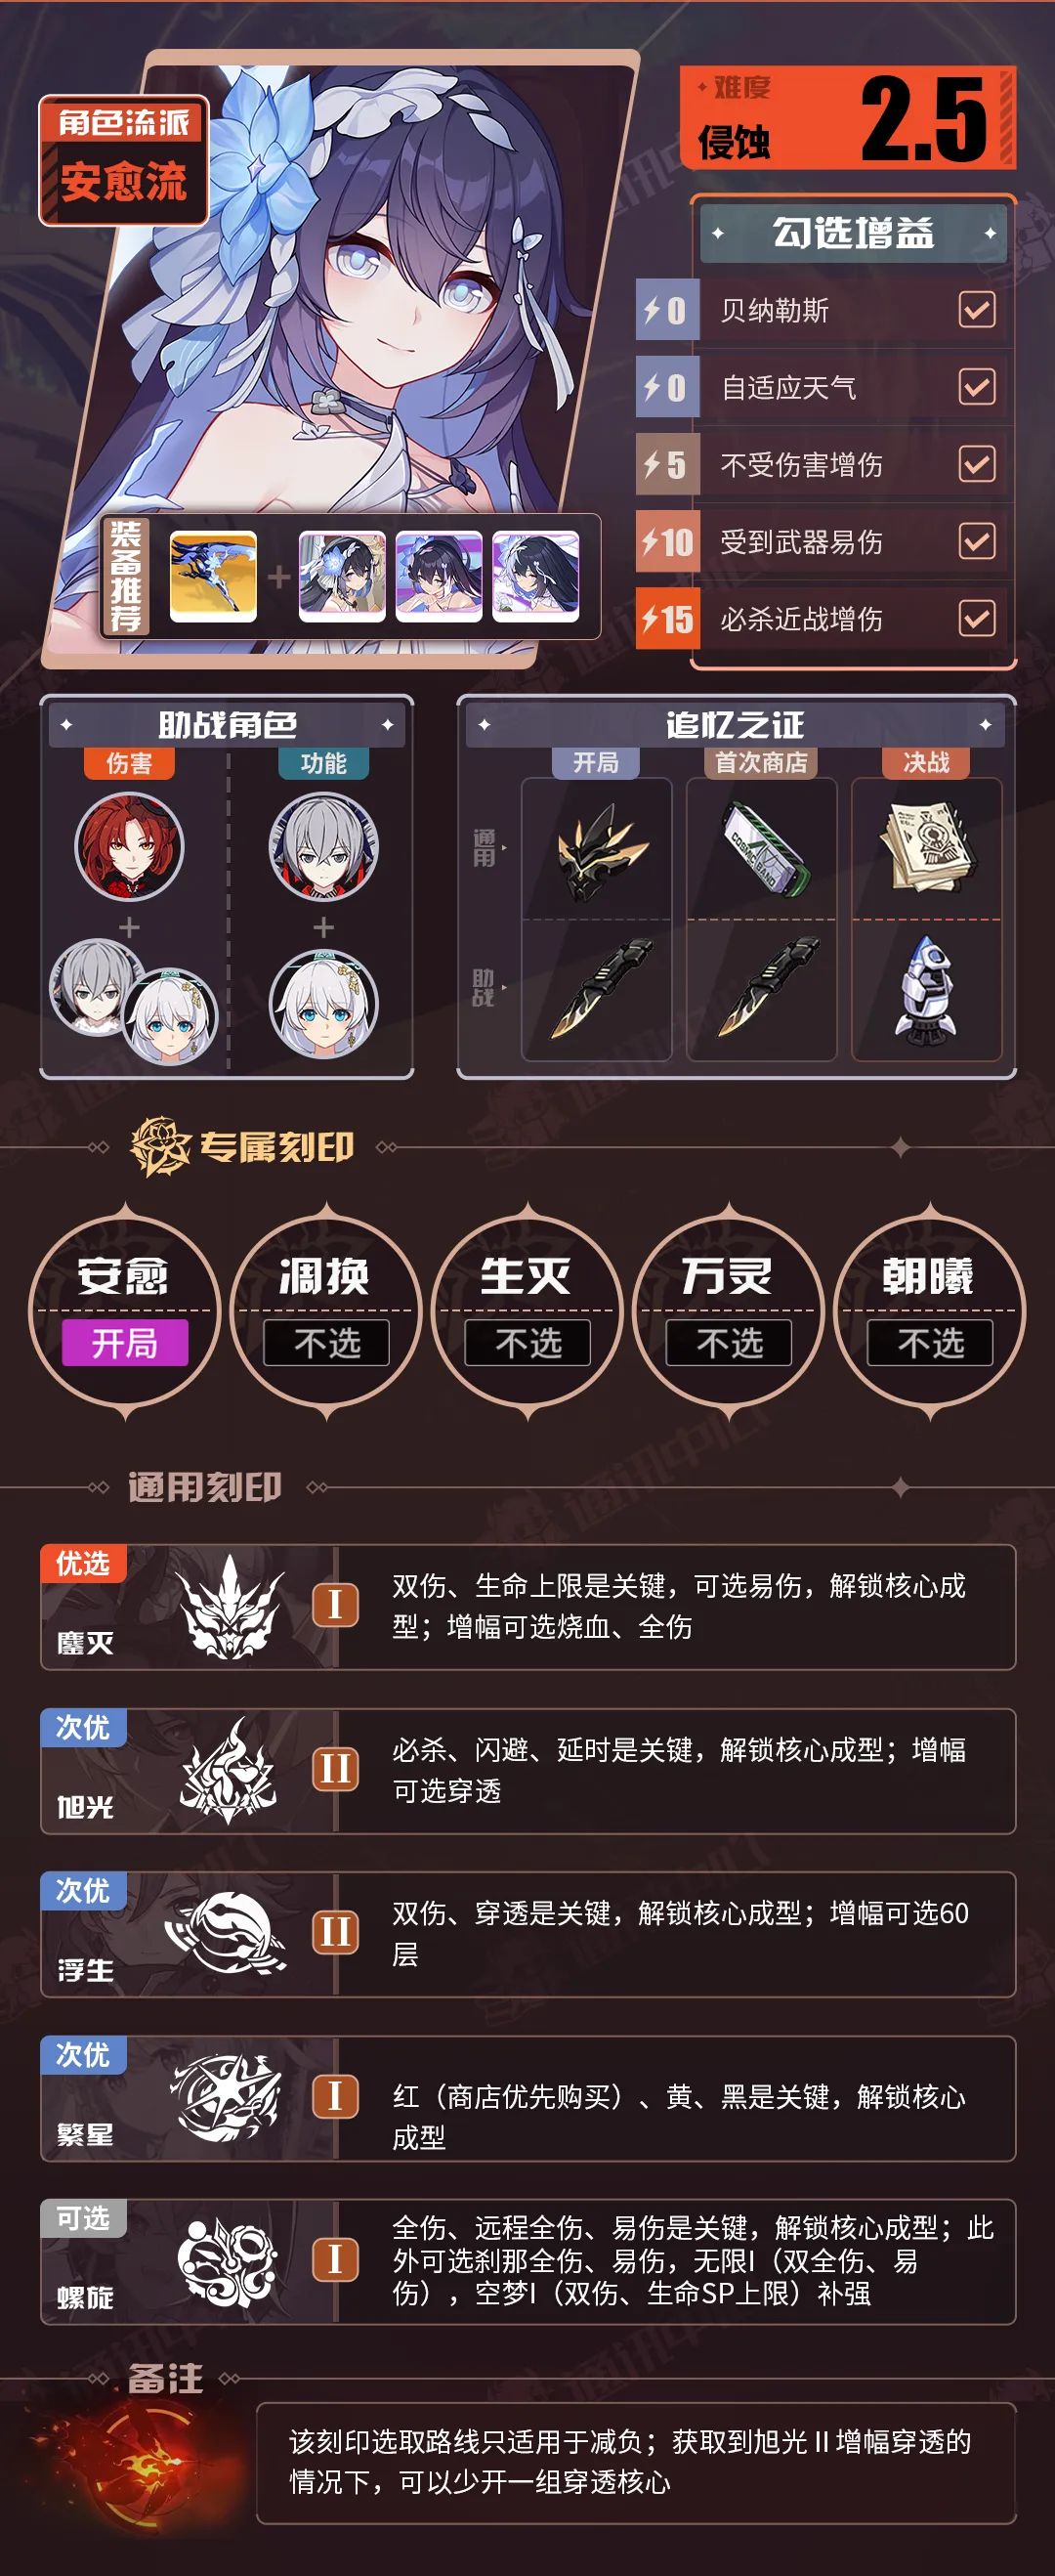 角色流派
安愈流
难度
侵蚀
2.5
勾选增益
0 贝纳勒斯
0 自适应天气
5 不受伤害增伤
10 受到武器易伤
15 必杀近战增伤
装备推荐
助战角色
伤害
功能
追忆之证
开局
首次商店
决战
通用
助战
COSMIC BAND
专属刻印
安愈
开局
凋换
不选
生灭
不选
万灵
不选
朝曦
不选
通用刻印
优选
鏖灭
I
双伤、生命上限是关键，可选易伤，解锁核心成
型；增幅可选烧血、全伤
次优
旭光
II
必杀、闪避、延时是关键，解锁核心成型；增幅
可选穿透
次优
浮生
II
双伤、穿透是关键，解锁核心成型；增幅可选60
层
次优
繁星
I
红（商店优先购买）、黄、黑是关键，解锁核心
成型
可选
螺旋
I
全伤、远程全伤、易伤是关键，解锁核心成型；此
外可选刹那全伤、易伤，无限I（双全伤、易
伤），空梦I（双伤、生命SP上限）补强
备注
该刻印选取路线只适用于减负；获取到旭光II增幅穿透的
情况下，可以少开一组穿透核心